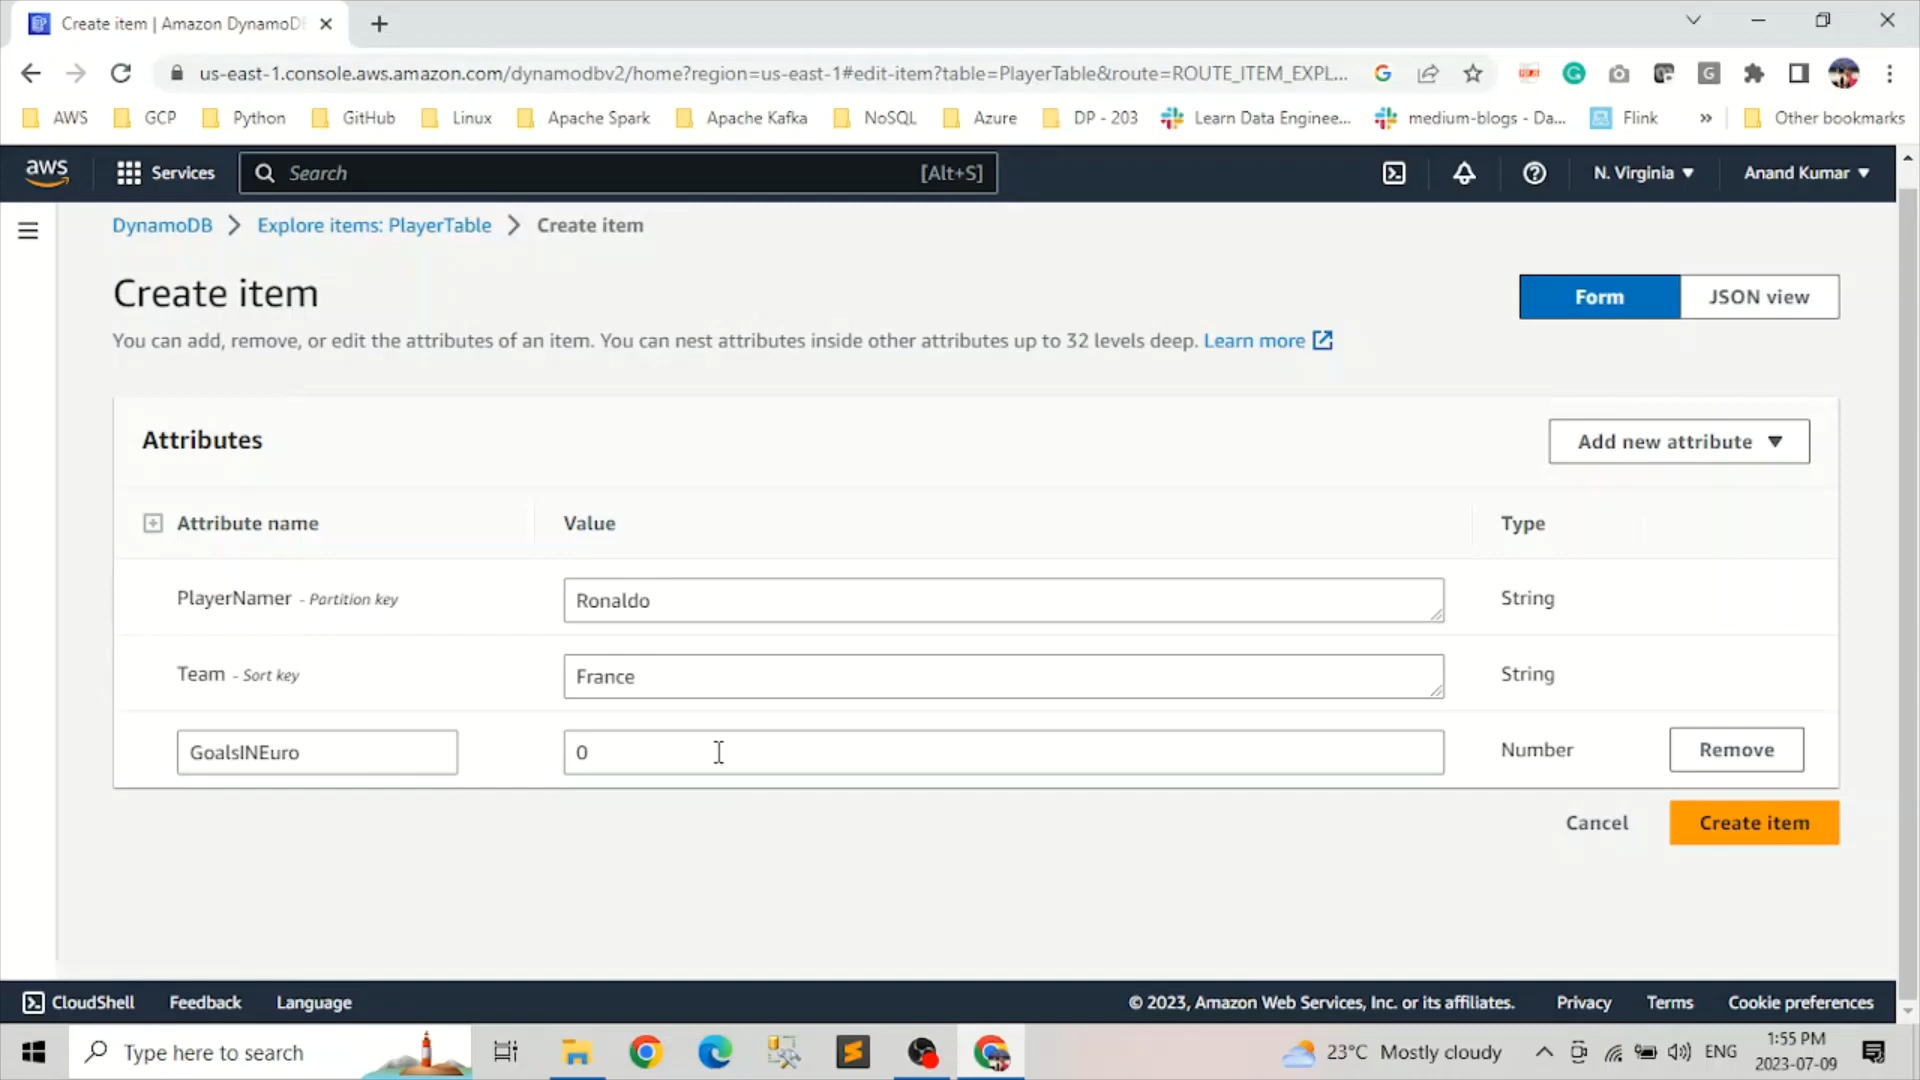 Create item | Amazon DynamoD
us-east-1.console.aws.amazon.com/dynamodbv2/home?region=us-east-1#edit-item?table=PlayerTable&route=ROUTE_ITEM_EXPL...
AWS GCP Python GitHub Linux Apache Spark Apache Kafka NoSQL Azure DP - 203 Learn Data Enginee... medium-blogs - Da... Flink » Other bookmarks
aws Services Search [Alt+S] N. Virginia ▼ Anand Kumar ▼
DynamoDB > Explore items: PlayerTable > Create item
Create item
Form JSON view
You can add, remove, or edit the attributes of an item. You can nest attributes inside other attributes up to 32 levels deep. Learn more
Attributes
Add new attribute ▼
Attribute name Value Type
PlayerNamer - Partition key Ronaldo String
Team - Sort key France String
GoalsINEuro 0 Number Remove
Cancel Create item
CloudShell Feedback Language © 2023, Amazon Web Services, Inc. or its affiliates. Privacy Terms Cookie preferences
Type here to search 23°C Mostly cloudy ENG 1:55 PM
2023-07-09